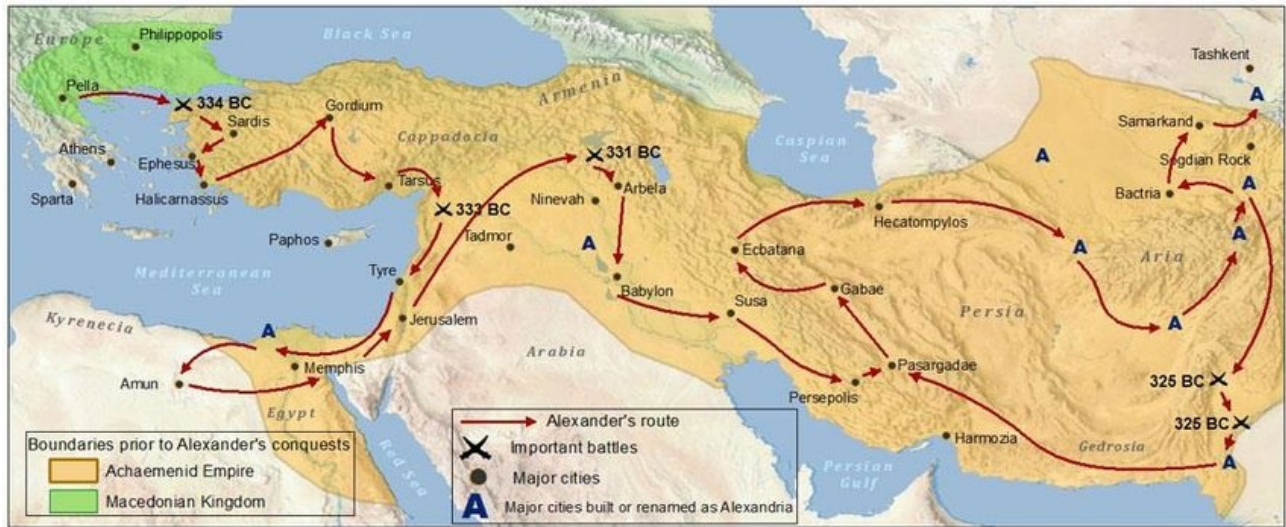 Europe
Philippopolis
Black Sea
Tashkent
Pella
334 BC
Sardis
Gordium
Armenia
Cappadocia
Caspian
Sea
A
Samarkand
Athens
Ephesus
331 BC
A
Sogdian Rock
Sparta
Halicarnassus
Tarsus
Arbela
Bactria
A
Ninevah
333 BC
Hecatompylos
Paphos
Tadmor
A
Ecbatana
A
Aria
A
Mediterranean
Sea
Tyre
Babylon
Susa
Gabae
Persia
Kyrenecia
A
Jerusalem
A
Arabia
Memphis
Pasargadae
325 BC
Amun
Persepolis
Egypt
325 BC
Harmozia
Gedrosia
A
Red Sea
Persian
Gulf
Boundaries prior to Alexander's conquests
Achaemenid Empire
Macedonian Kingdom
Alexander's route
Important battles
Major cities
A Major cities built or renamed as Alexandria